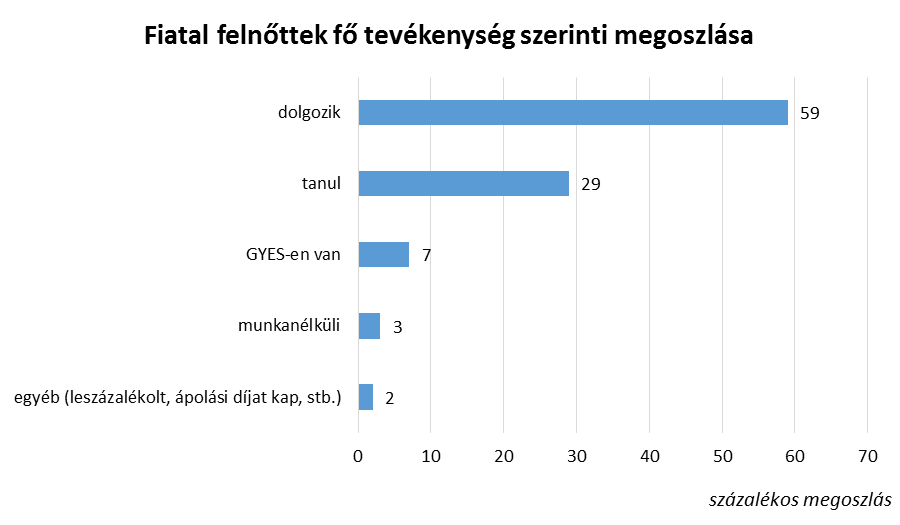 Fiatal felnőttek fő tevékenység szerinti megoszlása
dolgozik
59
tanul
29
GYES-en van
7
munkanélküli
3
egyéb (leszázalékolt, ápolási díjat kap, stb.)
2
0 10 20 30 40 50 60 70
százalékos megoszlás